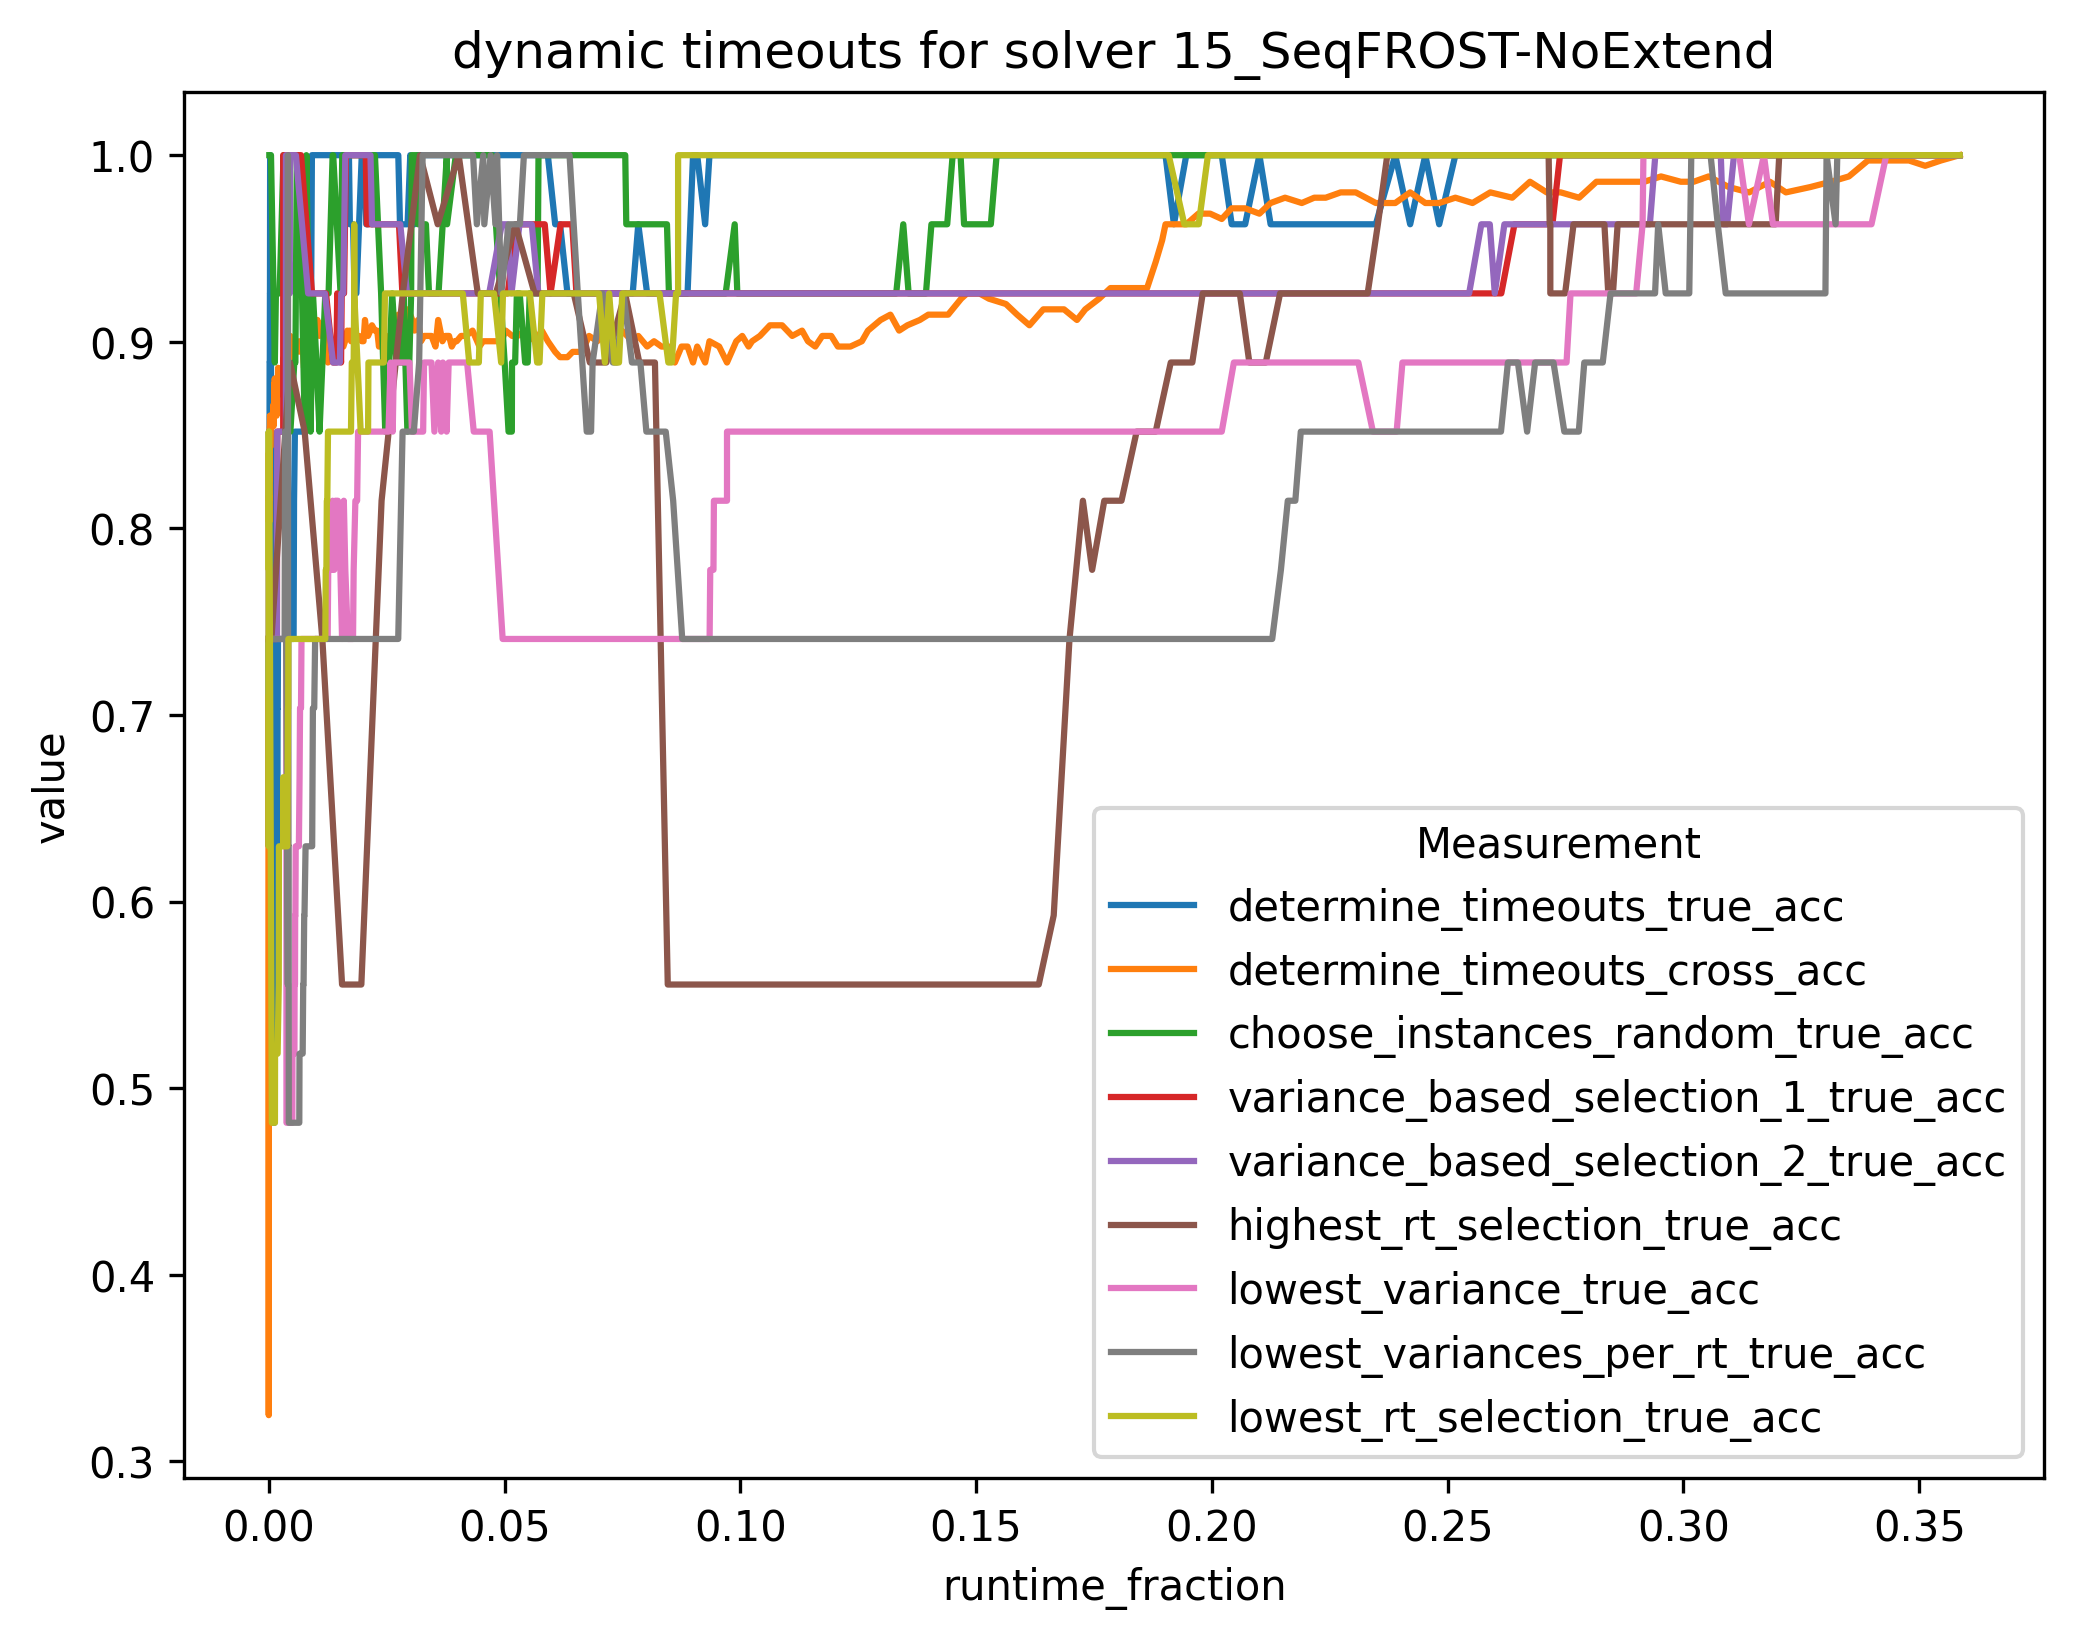 dynamic timeouts for solver 15_SeqFROST-NoExtend
value
1.0
0.9
0.8
0.7
0.6
0.5
0.4
0.3
Measurement
determine_timeouts_true_acc
determine_timeouts_cross_acc
choose_instances_random_true_acc
variance_based_selection_1_true_acc
variance_based_selection_2_true_acc
highest_rt_selection_true_acc
lowest_variance_true_acc
lowest_variances_per_rt_true_acc
lowest_rt_selection_true_acc
0.00 0.05 0.10 0.15 0.20 0.25 0.30 0.35
runtime_fraction